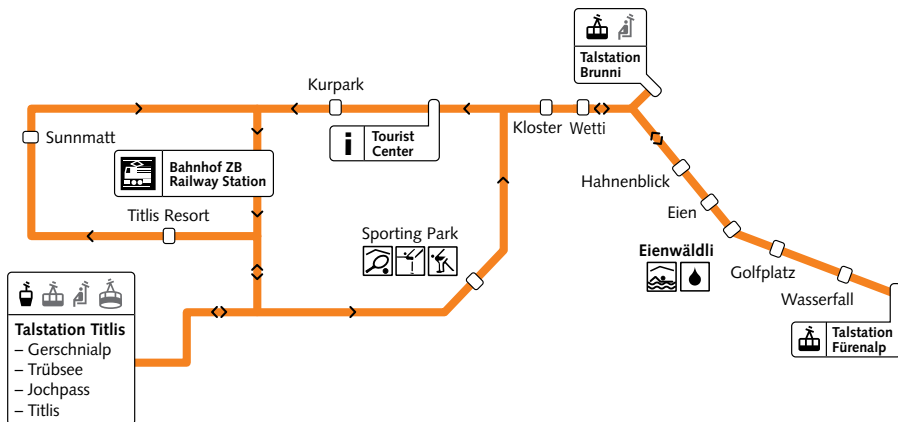 Talstation
Brunni
Kurpark
Sunnmatt
Tourist
Center
Kloster
Wetti
Bahnhof ZB
Railway Station
Hahnenblick
Titlis Resort
Eien
Sporting Park
Eienwäldli
Golfplatz
Wasserfall
Talstation Titlis
– Gerschnialp
– Trübsee
– Jochpass
– Titlis
Talstation
Fürenalp